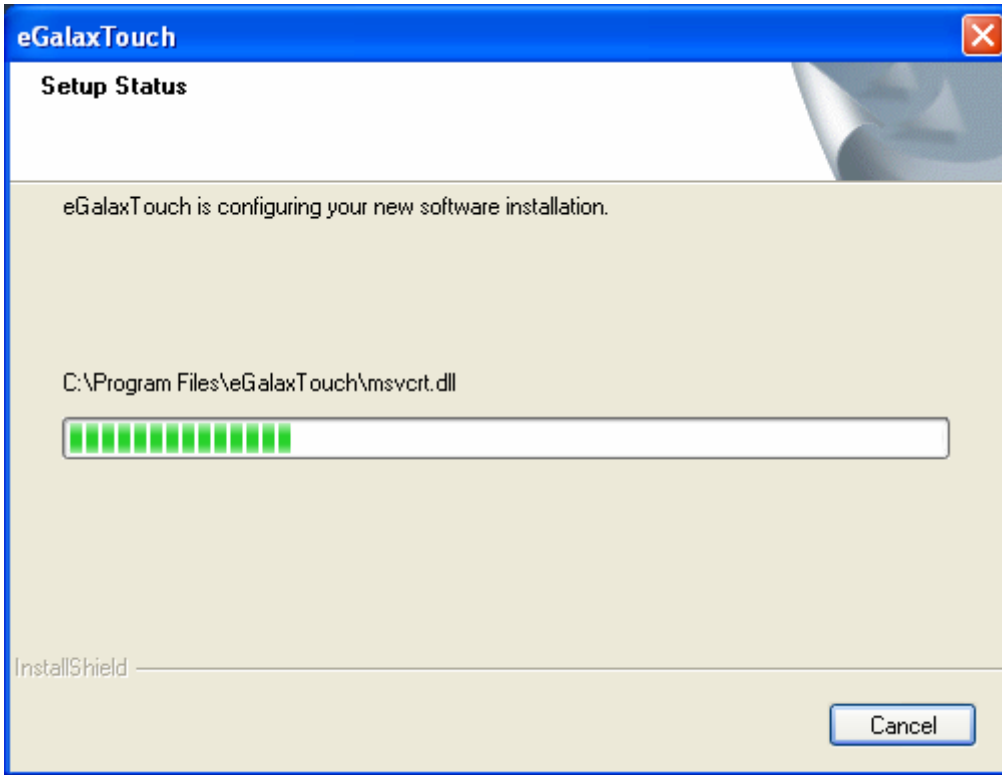 eGalaxTouch
Setup Status
eGalaxTouch is configuring your new software installation.
C:\Program Files\eGalaxTouch\msvcrt.dll
InstallShield
Cancel